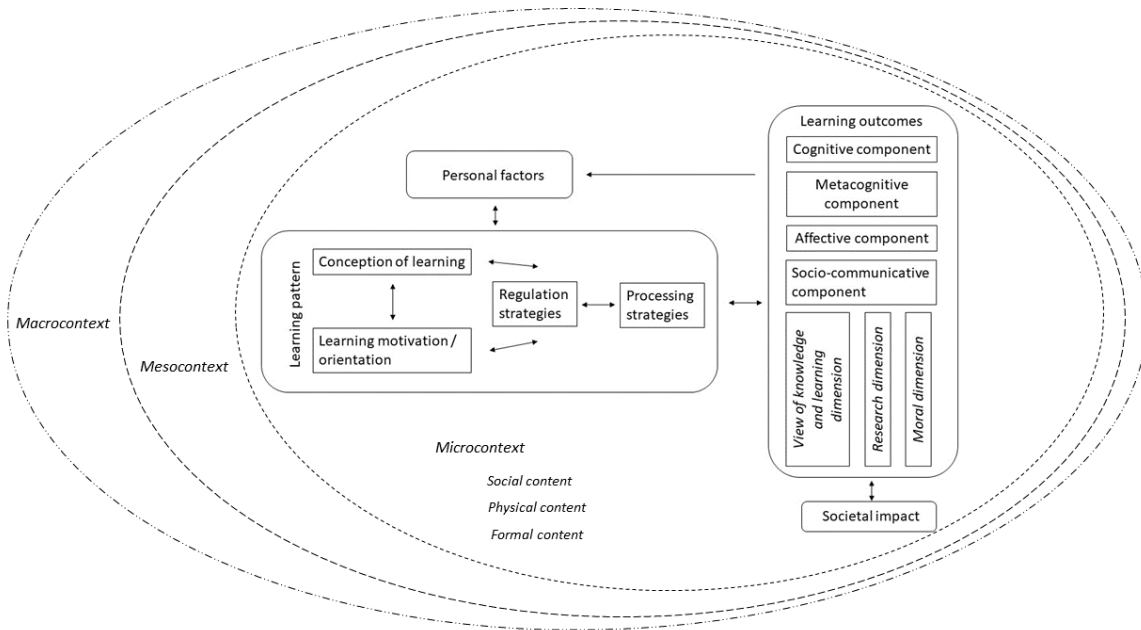 Learning outcomes
Cognitive component
Personal factors
Metacognitive
component
Affective component
Learning pattern
Conception of learning
Socio-communicative
component
Regulation
strategies
Processing
strategies
Macrocontext
Learning motivation /
orientation
Mesocontext
View of knowledge
and learning
dimension
Research dimension
Moral dimension
Microcontext
Social content
Physical content
Formal content
Societal impact